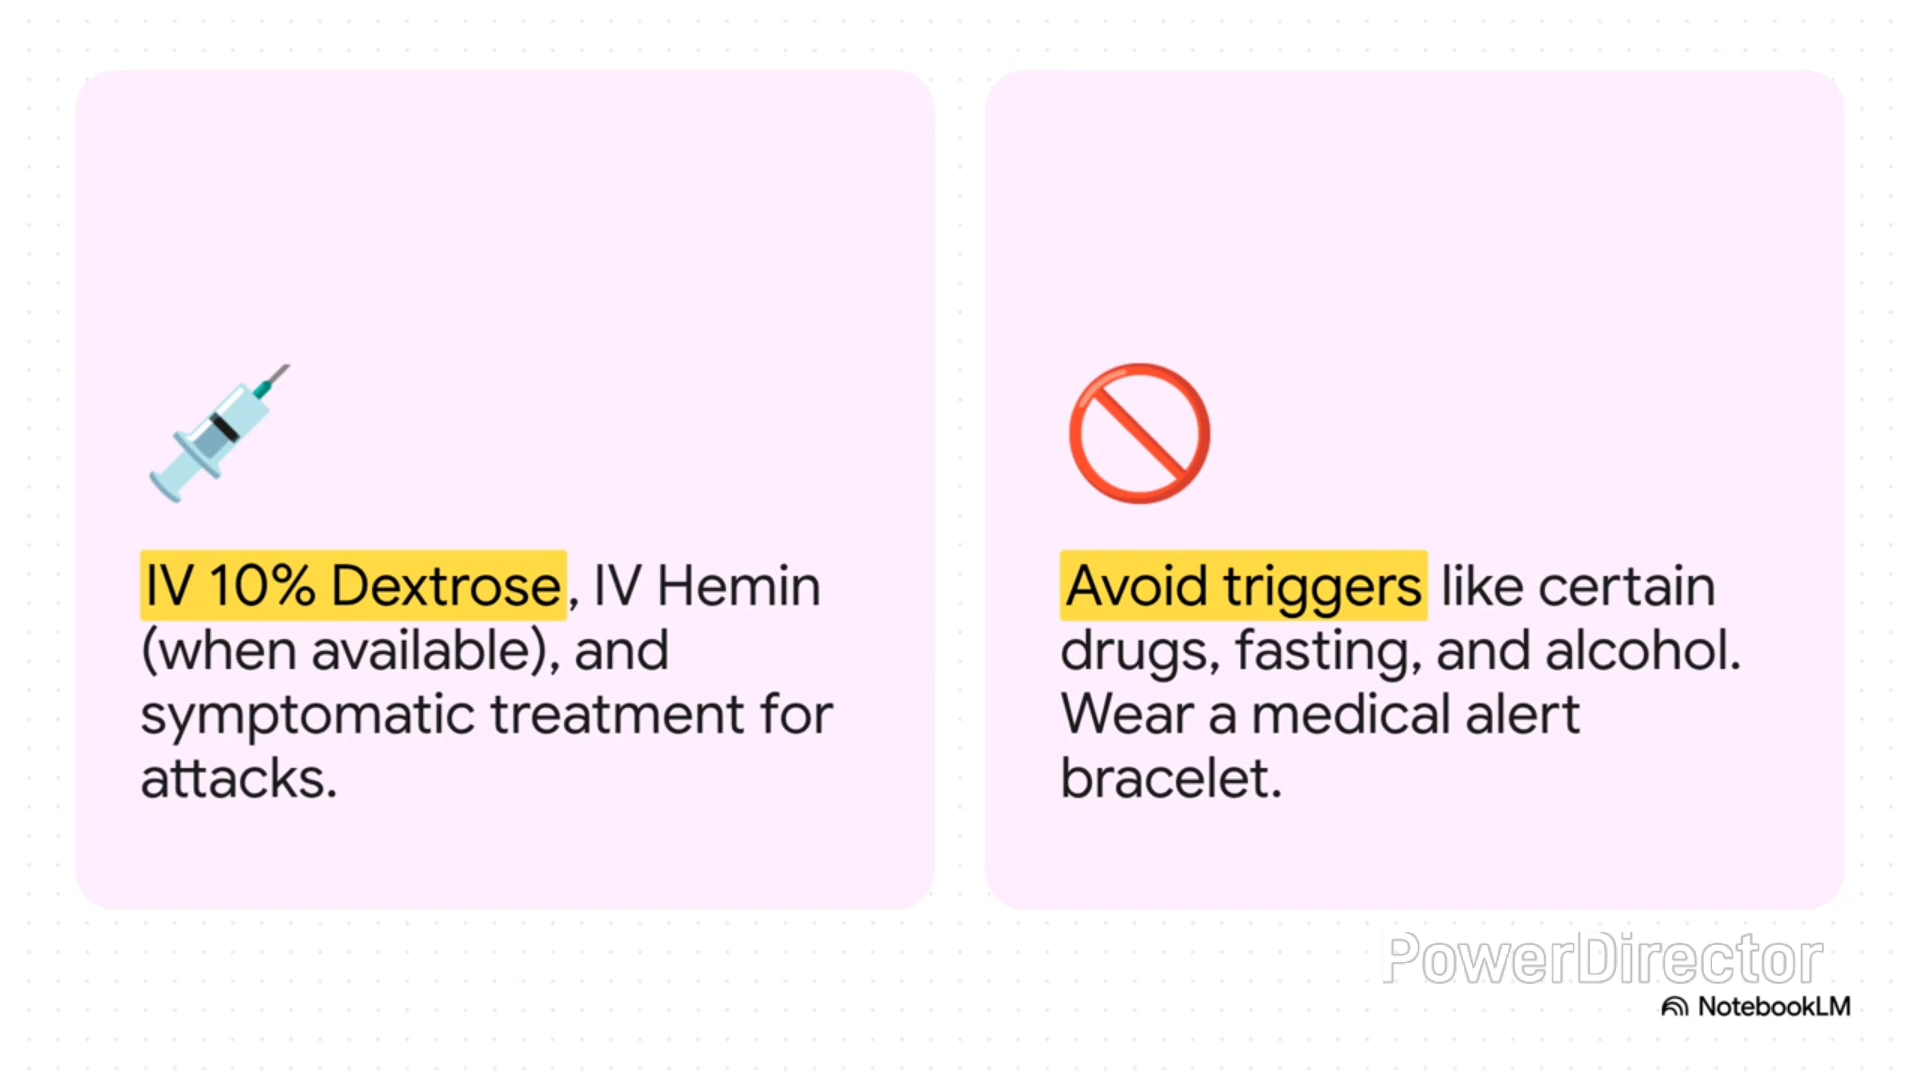 IV 10% Dextrose, IV Hemin
(when available), and
symptomatic treatment for
attacks.
Avoid triggers like certain
drugs, fasting, and alcohol.
Wear a medical alert
bracelet.
PowerDirector
NotebookLM